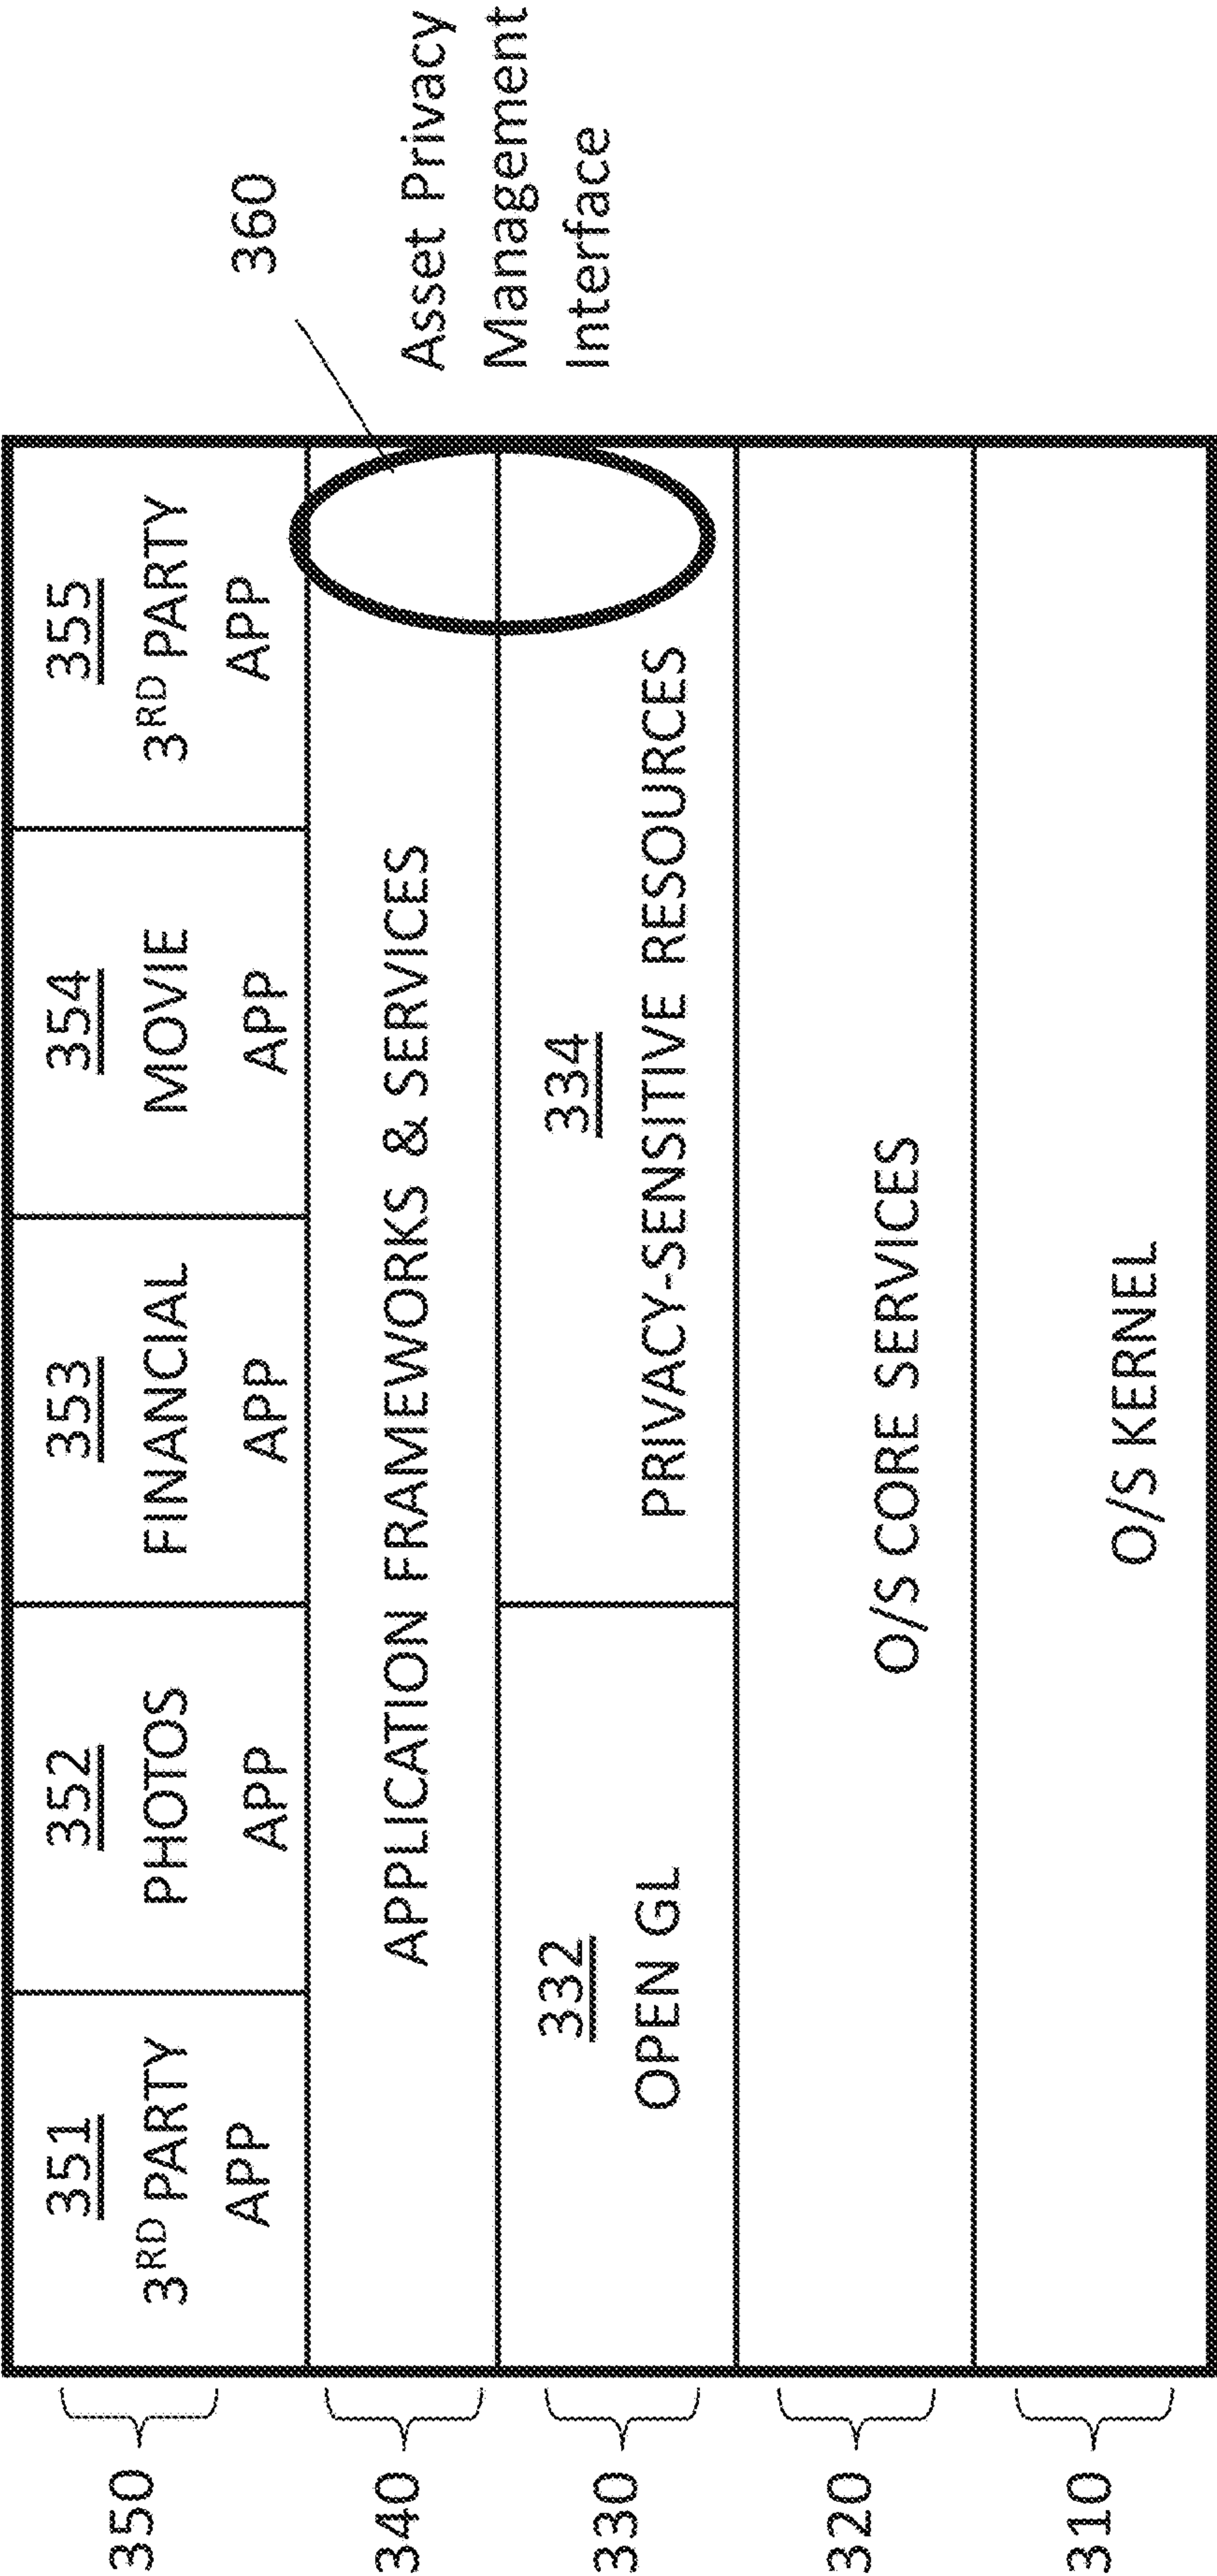 350
351
3RD PARTY
APP
352
PHOTOS
APP
353
FINANCIAL
APP
354
MOVIE
APP
355
3RD PARTY
APP
360
Asset Privacy
Management
Interface
340
APPLICATION FRAMEWORKS & SERVICES
330
332
OPEN GL
334
PRIVACY-SENSITIVE RESOURCES
320
O/S CORE SERVICES
310
O/S KERNEL